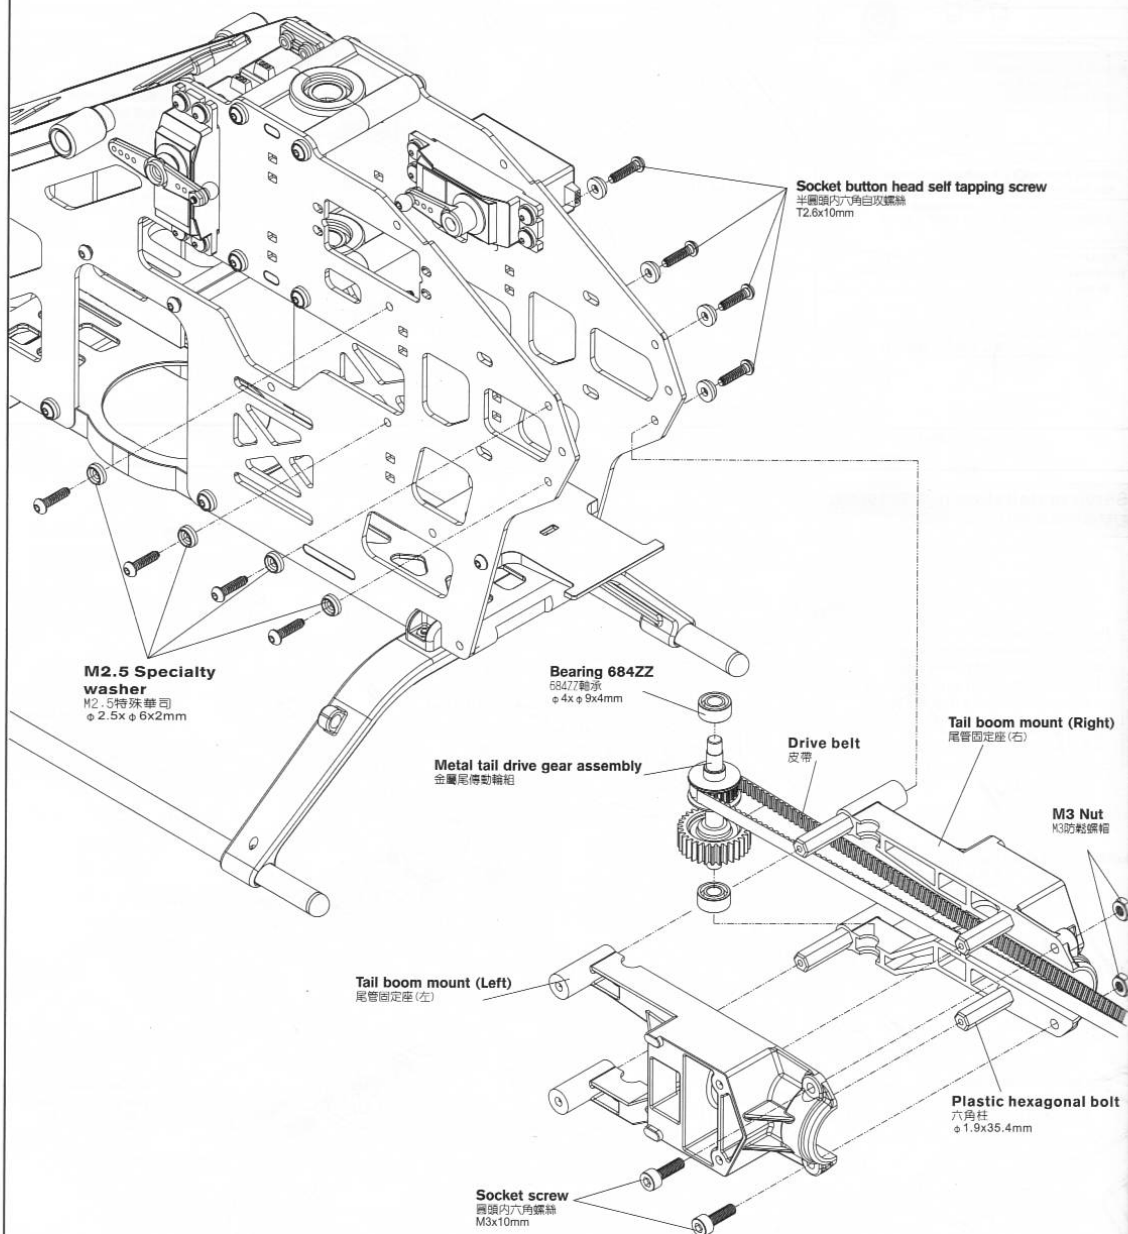 Socket button head self tapping screw
半圓頭內六角自攻螺絲
T2.6x10mm
M2.5 Specialty
washer
M2.5特殊華司
φ2.5xφ6x2mm
Bearing 684ZZ
684ZZ軸承
φ4xφ9x4mm
Tail boom mount (Right)
尾管固定座(右)
Drive belt
皮帶
Metal tail drive gear assembly
金屬尾傳動輪組
M3 Nut
M3防鬆螺帽
Tail boom mount (Left)
尾管固定座(左)
Plastic hexagonal bolt
六角柱
φ1.9x35.4mm
Socket screw
圓頭內六角螺絲
M3x10mm